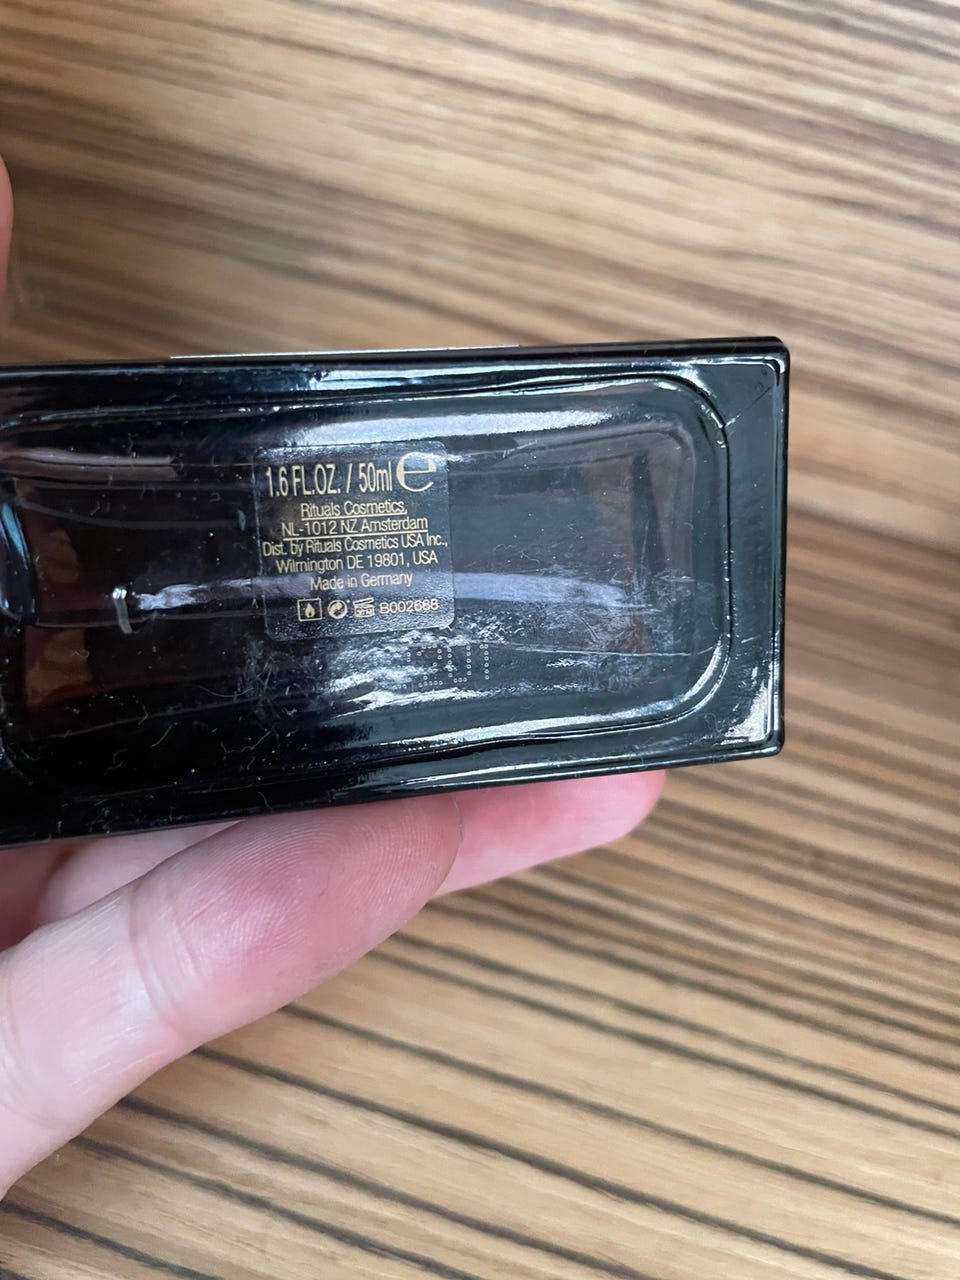 1.6 FL.OZ. / 50ml e
Rituals Cosmetics,
NL-1012 NZ Amsterdam
Dist. by Rituals Cosmetics USA Inc.,
Wilmington DE 19801, USA
Made in Germany
B002668